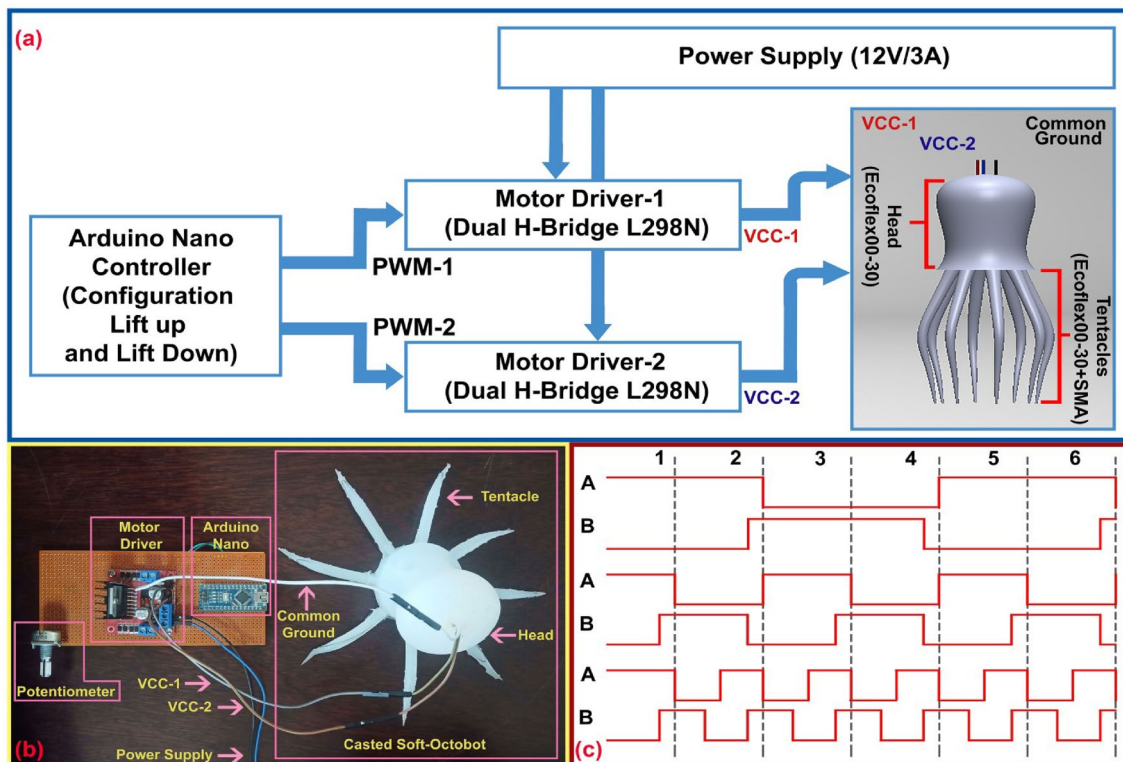 (a)
Power Supply (12V/3A)
VCC-1
Common
Ground
VCC-2
Motor Driver-1
(Dual H-Bridge L298N)
VCC-1
Head
(Ecoflex00-30)
Arduino Nano
Controller
(Configuration
Lift up
and Lift Down)
PWM-1
PWM-2
Motor Driver-2
(Dual H-Bridge L298N)
VCC-2
Tentacles
(Ecoflex00-30+SMA)
Tentacle
Motor
Driver
Arduino
Nano
Common
Ground
Head
Potentiometer
VCC-1
VCC-2
Power Supply
Casted Soft-Octobot
(b)
1 2 3 4 5 6
A
B
A
B
A
B
(c)